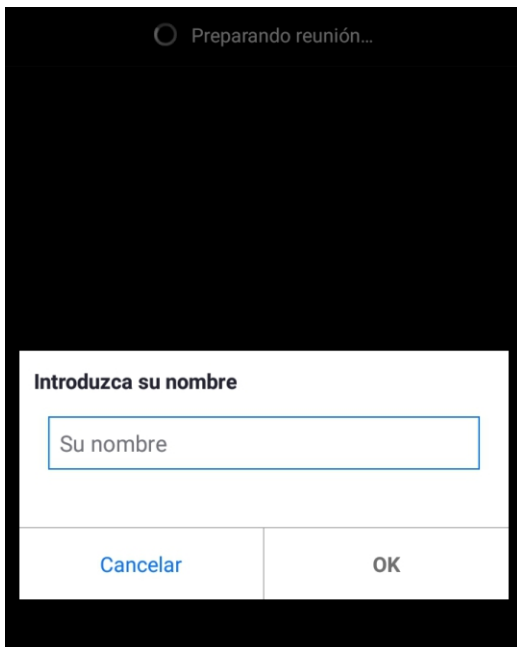 Preparando reunión...
Introduzca su nombre
Su nombre
Cancelar
OK